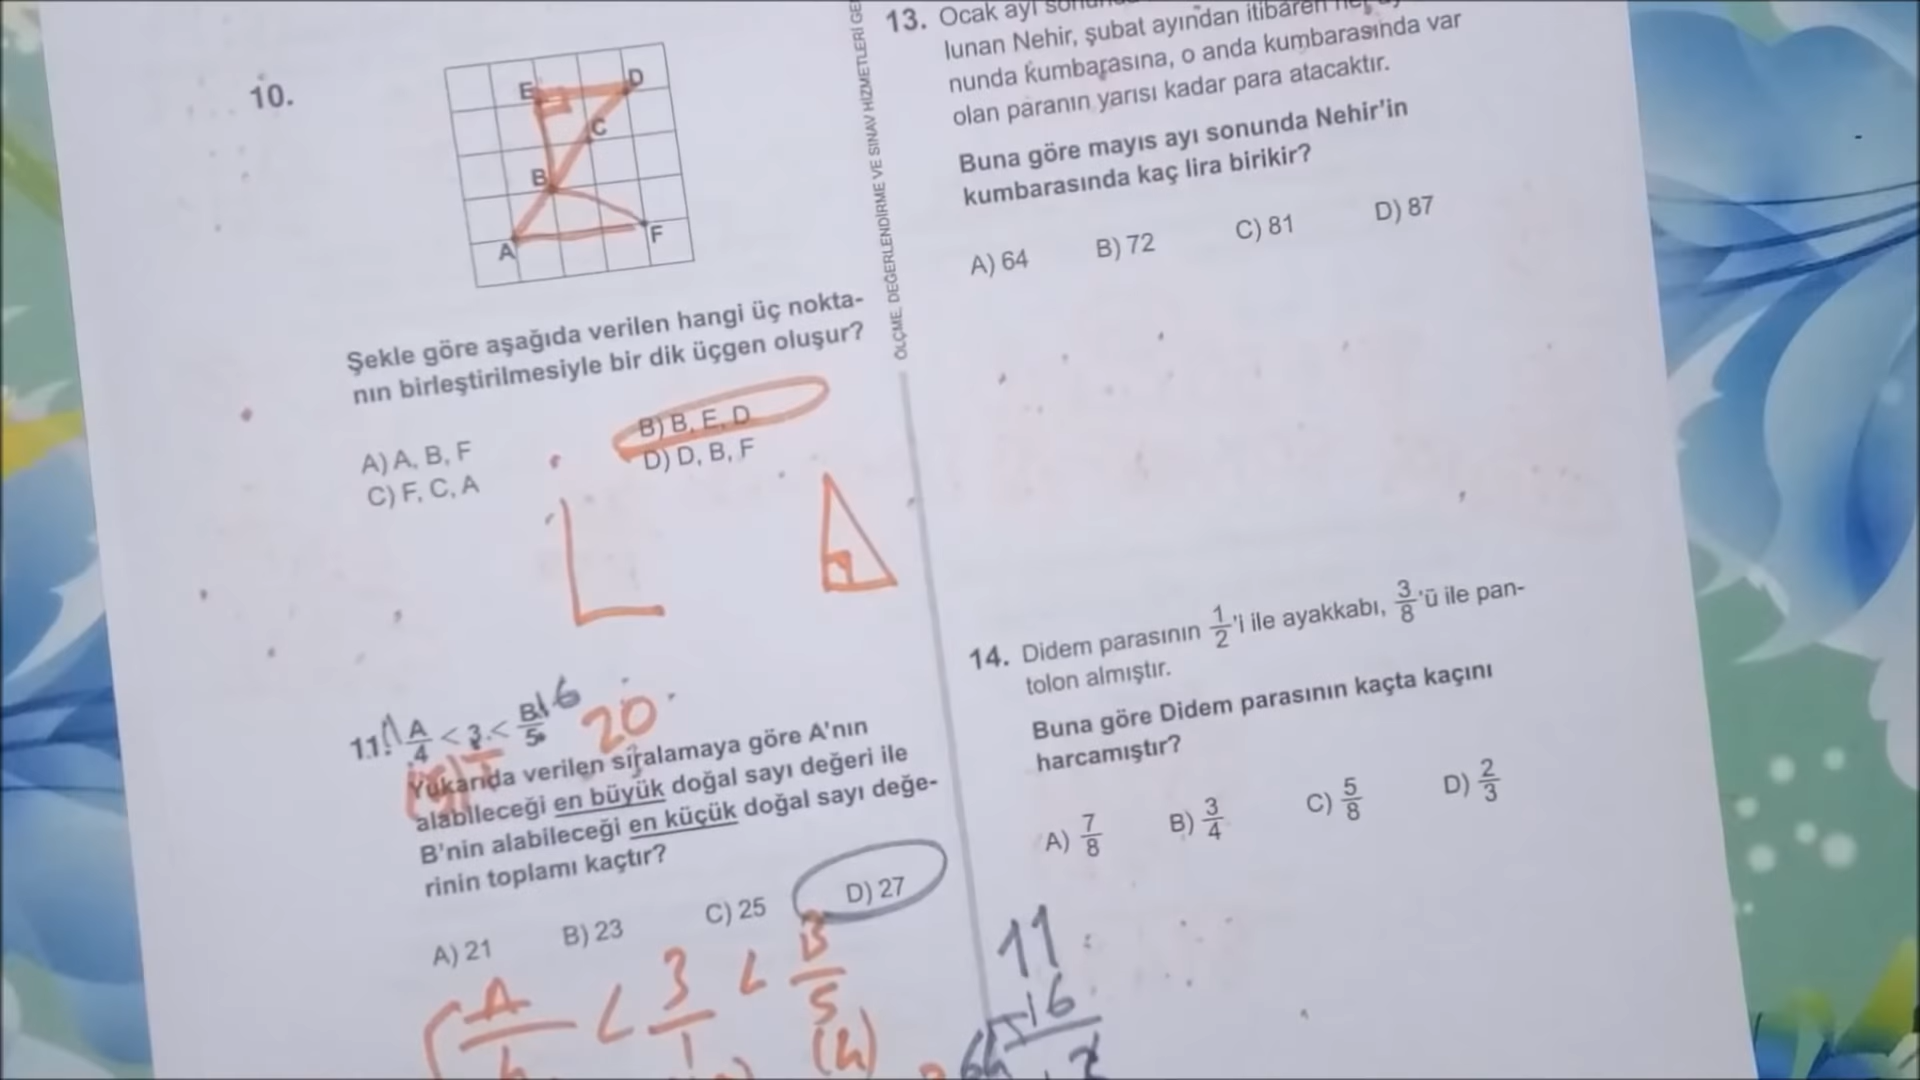 10.
E
D
C
B
A
F
Şekle göre aşağıda verilen hangi üç nokta-
nın birleştirilmesiyle bir dik üçgen oluşur?
A) A, B, F
B) B, E, D
C) F, C, A
D) D, B, F
11. A/4 < 3 < B/5
16
20
Yukarıda verilen sıralamaya göre A'nın
alabileceği en büyük doğal sayı değeri ile
B'nin alabileceği en küçük doğal sayı değe-
rinin toplamı kaçtır?
A) 21
B) 23
C) 25
D) 27
A < 3/1 < B/5
ÖLÇME, DEĞERLENDİRME VE SINAV HİZMETLERİ
13. Ocak ayı
lunan Nehir, şubat ayından itibaren
nunda kumbarasına, o anda kumbarasında var
olan paranın yarısı kadar para atacaktır.
Buna göre mayıs ayı sonunda Nehir'in
kumbarasında kaç lira birikir?
A) 64
B) 72
C) 81
D) 87
14. Didem parasının 1/2'i ile ayakkabı, 3/8'ü ile pan-
tolon almıştır.
Buna göre Didem parasının kaçta kaçını
harcamıştır?
A) 7/8
B) 3/4
C) 5/8
D) 2/3
11
16